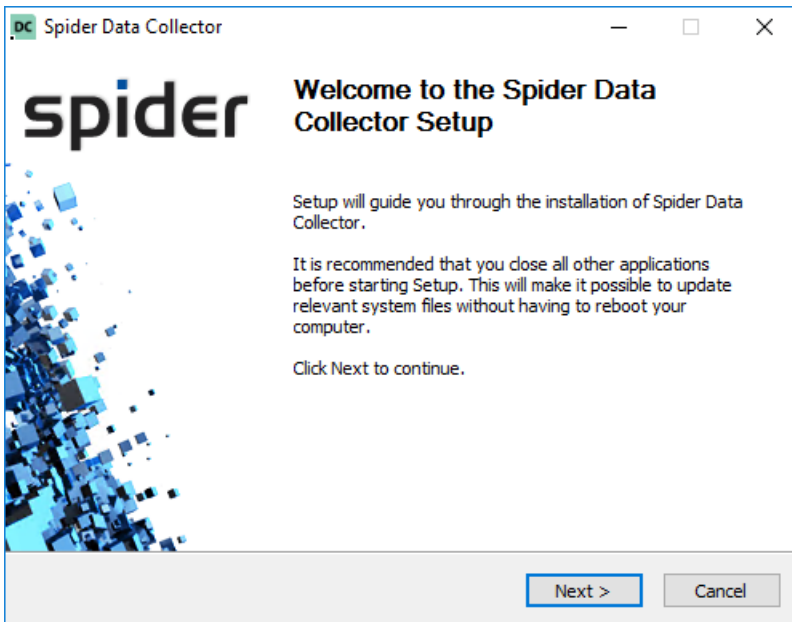 DC Spider Data Collector
spider
Welcome to the Spider Data
Collector Setup
Setup will guide you through the installation of Spider Data
Collector.
It is recommended that you close all other applications
before starting Setup. This will make it possible to update
relevant system files without having to reboot your
computer.
Click Next to continue.
Next >
Cancel